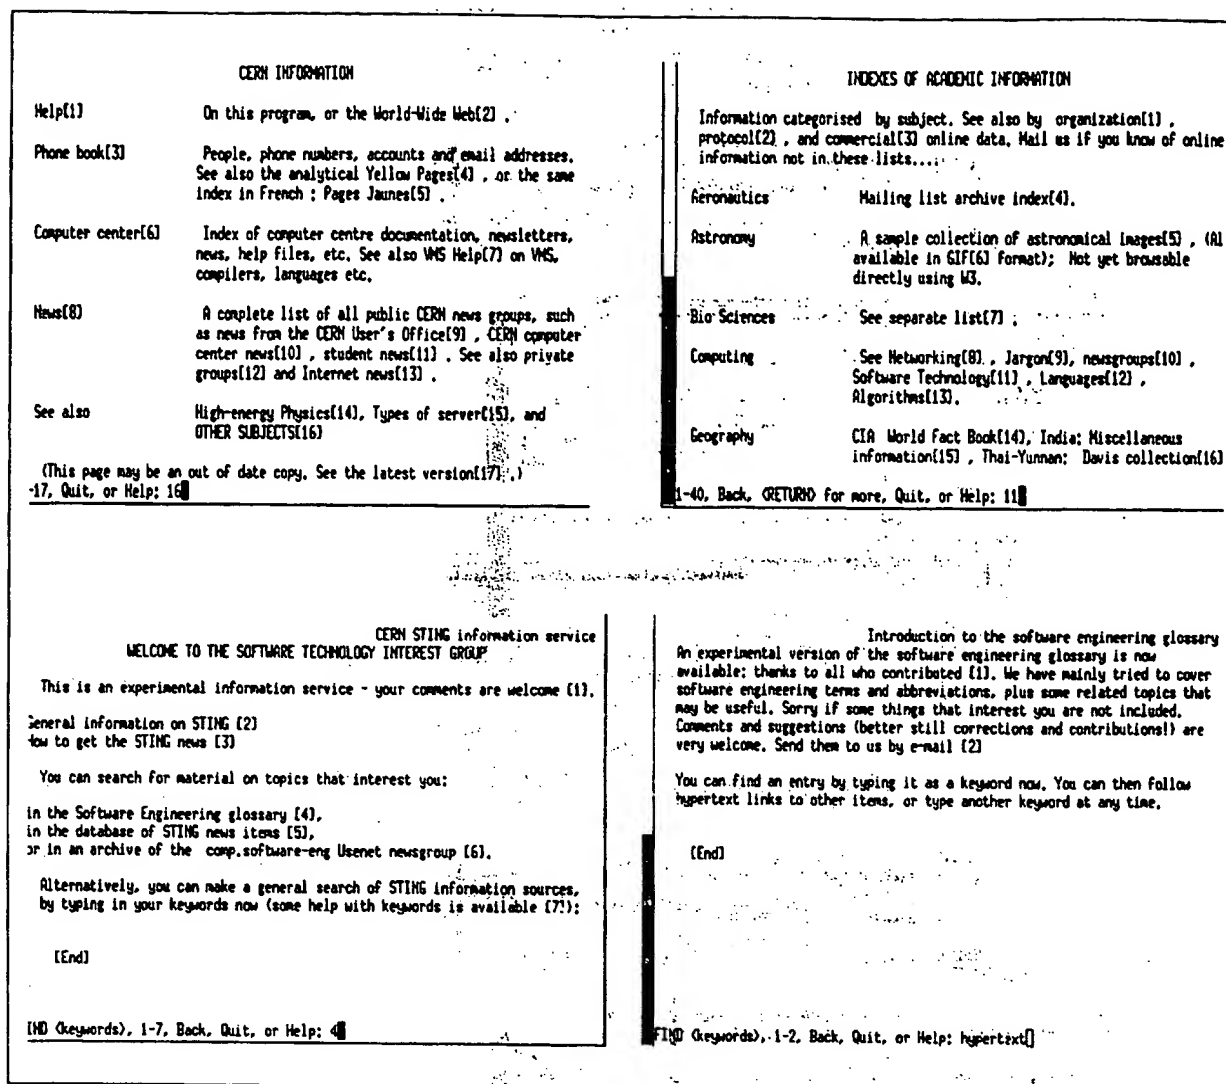 CERN INFORMATION
Help[1] On this program, or the World-Wide Web[2] .
Phone book[3] People, phone numbers, accounts and email addresses.
See also the analytical Yellow Pages[4] , or the same
index in French : Pages Jaunes[5] .
Computer center[6] Index of computer centre documentation, newsletters,
news, help files, etc. See also VMS Help[7] on VMS,
compilers, languages etc.
News[8] A complete list of all public CERN news groups, such
as news from the CERN User's Office[9] , CERN computer
center news[10] , student news[11] . See also private
groups[12] and Internet news[13] .
See also High-energy Physics[14], Types of server[15], and
OTHER SUBJECTS[16]
(This page may be an out of date copy. See the latest version[17] .)
-17, Quit, or Help: 16
INDEXES OF ACADEMIC INFORMATION
Information categorised by subject. See also by organization[1] ,
protocol[2] , and commercial[3] online data. Mail us if you know of online
information not in these lists....
Aeronautics Mailing list archive index[4].
Astronomy A sample collection of astronomical images[5] , (Al
available in GIF[6] format); Not yet browsable
directly using W3.
Bio Sciences See separate list[7] .
Computing See Networking[8] , Jargon[9], newsgroups[10] ,
Software Technology[11] , Languages[12] ,
Algorithms[13].
Geography CIA World Fact Book[14], India: Miscellaneous
information[15] , Thai-Yunnan: Davis collection[16]
1-40, Back, <RETURN> for more, Quit, or Help: 11
CERN STING information service
WELCOME TO THE SOFTWARE TECHNOLOGY INTEREST GROUP
This is an experimental information service - your comments are welcome [1].
General information on STING [2]
How to get the STING news [3]
You can search for material on topics that interest you:
in the Software Engineering glossary [4],
in the database of STING news items [5],
or in an archive of the comp.software-eng Usenet newsgroup [6].
Alternatively, you can make a general search of STING information sources,
by typing in your keywords now (some help with keywords is available [7]):
[End]
IND <keywords>, 1-7, Back, Quit, or Help: 4
Introduction to the software engineering glossary
An experimental version of the software engineering glossary is now
available: thanks to all who contributed [1]. We have mainly tried to cover
software engineering terms and abbreviations, plus some related topics that
may be useful. Sorry if some things that interest you are not included.
Comments and suggestions (better still corrections and contributions!) are
very welcome. Send them to us by e-mail [2]
You can find an entry by typing it as a keyword now. You can then follow
hypertext links to other items, or type another keyword at any time.
[End]
FIND <keywords>, 1-2, Back, Quit, or Help: hypertext